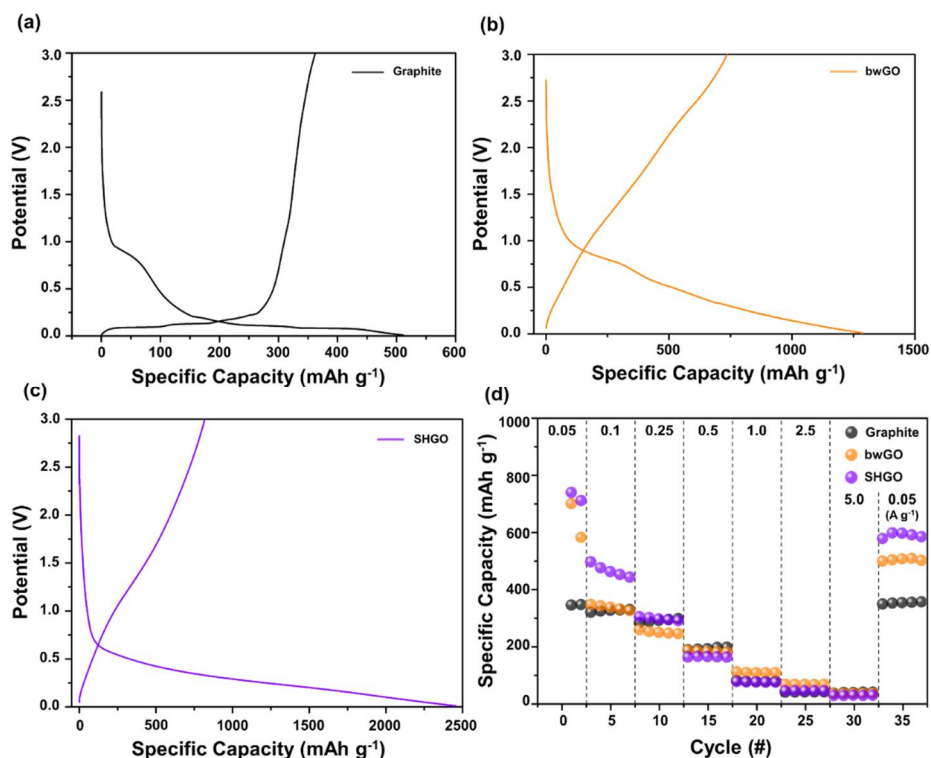 (a)
3.0
2.5
2.0
1.5
1.0
0.5
0.0
Potential (V)
Graphite
0 100 200 300 400 500 600
Specific Capacity (mAh g⁻¹)
(b)
3.0
2.5
2.0
1.5
1.0
0.5
0.0
Potential (V)
bwGO
0 500 1000 1500
Specific Capacity (mAh g⁻¹)
(c)
3.0
2.5
2.0
1.5
1.0
0.5
0.0
Potential (V)
SHGO
0 500 1000 1500 2000 2500
Specific Capacity (mAh g⁻¹)
(d)
1000
800
600
400
200
0
Specific Capacity (mAh g⁻¹)
0.05 0.1 0.25 0.5 1.0 2.5
Graphite
bwGO
SHGO
5.0 0.05
(A g⁻¹)
0 5 10 15 20 25 30 35
Cycle (#)